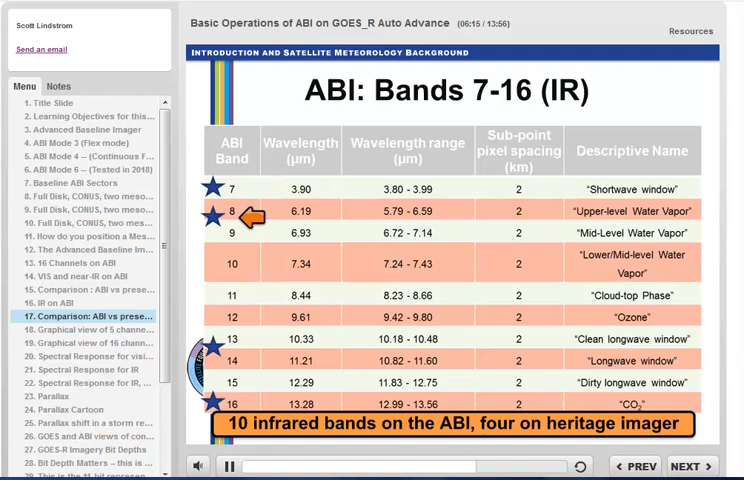 Scott Lindstrom
Send an email
Basic Operations of ABI on GOES_R Auto Advance (06:15 / 13:56)
Resources
Menu Notes
1. Title Slide
2. Learning Objectives for this...
3. Advanced Baseline Imager
4. ABI Mode 3 (Flex mode)
5. ABI Mode 4 -- (Continuous F...
6. ABI Mode 6 -- (Tested in 2018)
7. Baseline ABI Sectors
8. Full Disk, CONUS, two meso...
9. Full Disk, CONUS, two meso...
10. Full Disk, CONUS, two meso...
11. How do you position a Mes...
12. The Advanced Baseline Im...
13. 16 Channels on ABI
14. VIS and near-IR on ABI
15. Comparison : ABI vs prese...
16. IR on ABI
17. Comparison: ABI vs prese...
18. Graphical view of 5 channe...
19. Graphical view of 16 chann...
20. Spectral Response for visi...
21. Spectral Response for IR
22. Spectral Response for IR, ...
23. Parallax
24. Parallax Cartoon
25. Parallax shift in a storm re...
26. GOES and ABI views of con...
27. GOES-R Imagery Bit Depths
28. Bit Depth Matters – this is ...
29. This is the 11 bit represen...
INTRODUCTION AND SATELLITE METEOROLOGY BACKGROUND
ABI: Bands 7-16 (IR)
ABI Band Wavelength (µm) Wavelength range (µm) Sub-point pixel spacing (km) Descriptive Name
7 3.90 3.80 - 3.99 2 "Shortwave window"
8 6.19 5.79 - 6.59 2 "Upper-level Water Vapor"
9 6.93 6.72 - 7.14 2 "Mid-Level Water Vapor"
10 7.34 7.24 - 7.43 2 "Lower/Mid-level Water Vapor"
11 8.44 8.23 - 8.66 2 "Cloud-top Phase"
12 9.61 9.42 - 9.80 2 "Ozone"
13 10.33 10.18 - 10.48 2 "Clean longwave window"
14 11.21 10.82 - 11.60 2 "Longwave window"
15 12.29 11.83 - 12.75 2 "Dirty longwave window"
16 13.28 12.99 - 13.56 2 "CO2"
10 infrared bands on the ABI, four on heritage imager
PREV NEXT